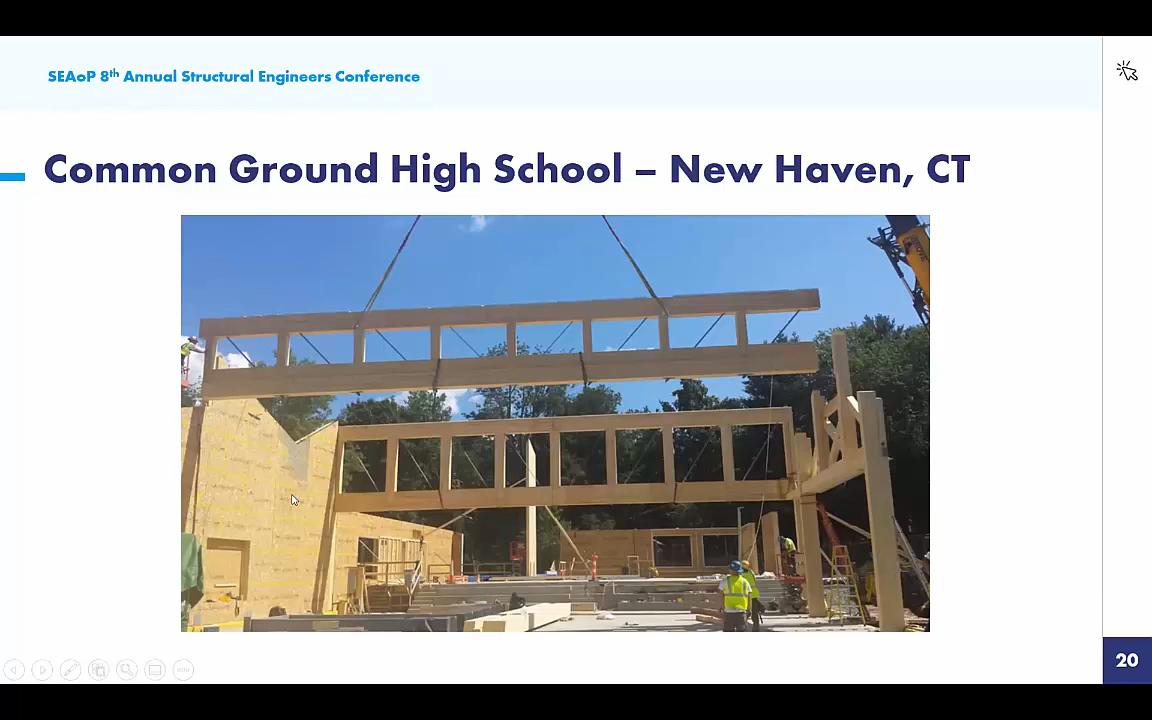 SEAoP 8th Annual Structural Engineers Conference
Common Ground High School – New Haven, CT
20